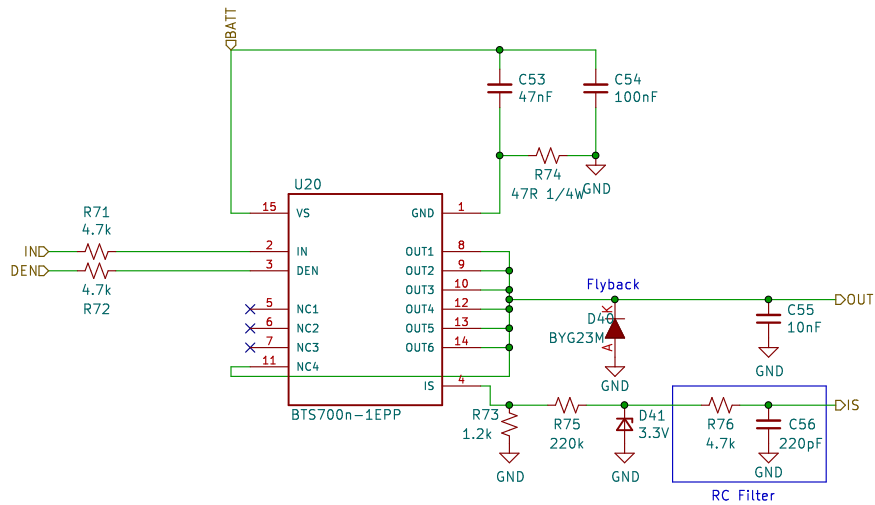 BATT
C53
47nF
C54
100nF
R74
47R 1/4W
GND
U20
15
VS
GND
1
R71
4.7k
IN
2
IN
OUT1
8
DEN
3
DEN
OUT2
9
4.7k
R72
OUT3
10
5
NC1
OUT4
12
6
NC2
OUT5
13
7
NC3
OUT6
14
11
NC4
IS
4
BTS700n-1EPP
Flyback
D40
BYG23M
K
A
GND
OUT
C55
10nF
GND
R73
1.2k
GND
R75
220k
D41
3.3V
GND
R76
4.7k
C56
220pF
GND
IS
RC Filter